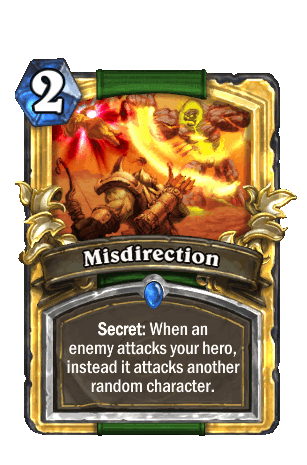 2
Misdirection
Secret: When an
enemy attacks your hero,
instead it attacks another
random character.